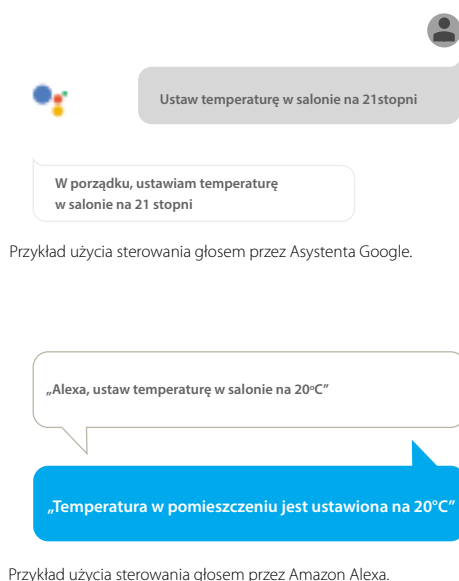 Ustaw temperaturę w salonie na 21stopni
W porządku, ustawiam temperaturę
w salonie na 21 stopni
Przykład użycia sterowania głosem przez Asystenta Google.
„Alexa, ustaw temperaturę w salonie na 20°C”
„Temperatura w pomieszczeniu jest ustawiona na 20°C”
Przykład użycia sterowania głosem przez Amazon Alexa.